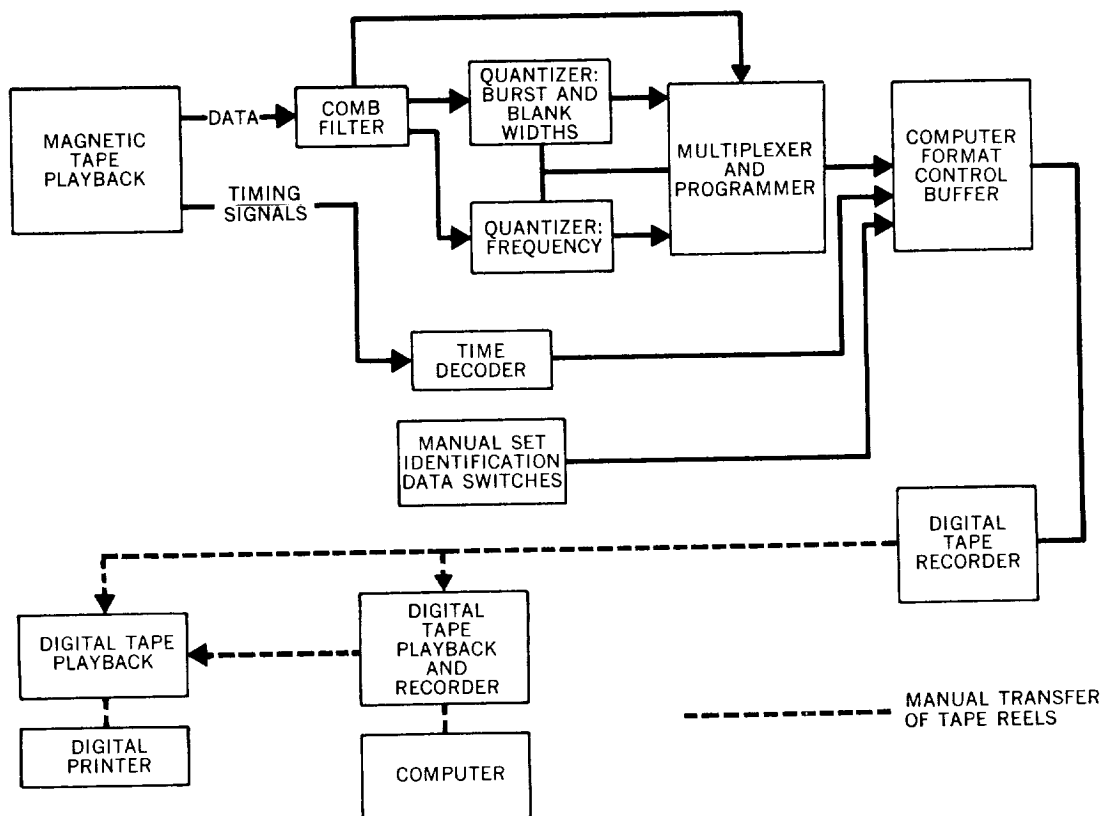 MAGNETIC
TAPE
PLAYBACK
DATA
TIMING
SIGNALS
COMB
FILTER
QUANTIZER:
BURST AND
BLANK
WIDTHS
QUANTIZER:
FREQUENCY
MULTIPLEXER
AND
PROGRAMMER
COMPUTER
FORMAT
CONTROL
BUFFER
TIME
DECODER
MANUAL SET
IDENTIFICATION
DATA SWITCHES
DIGITAL
TAPE
RECORDER
DIGITAL TAPE
PLAYBACK
DIGITAL
TAPE
PLAYBACK
AND
RECORDER
DIGITAL
PRINTER
COMPUTER
MANUAL TRANSFER
OF TAPE REELS